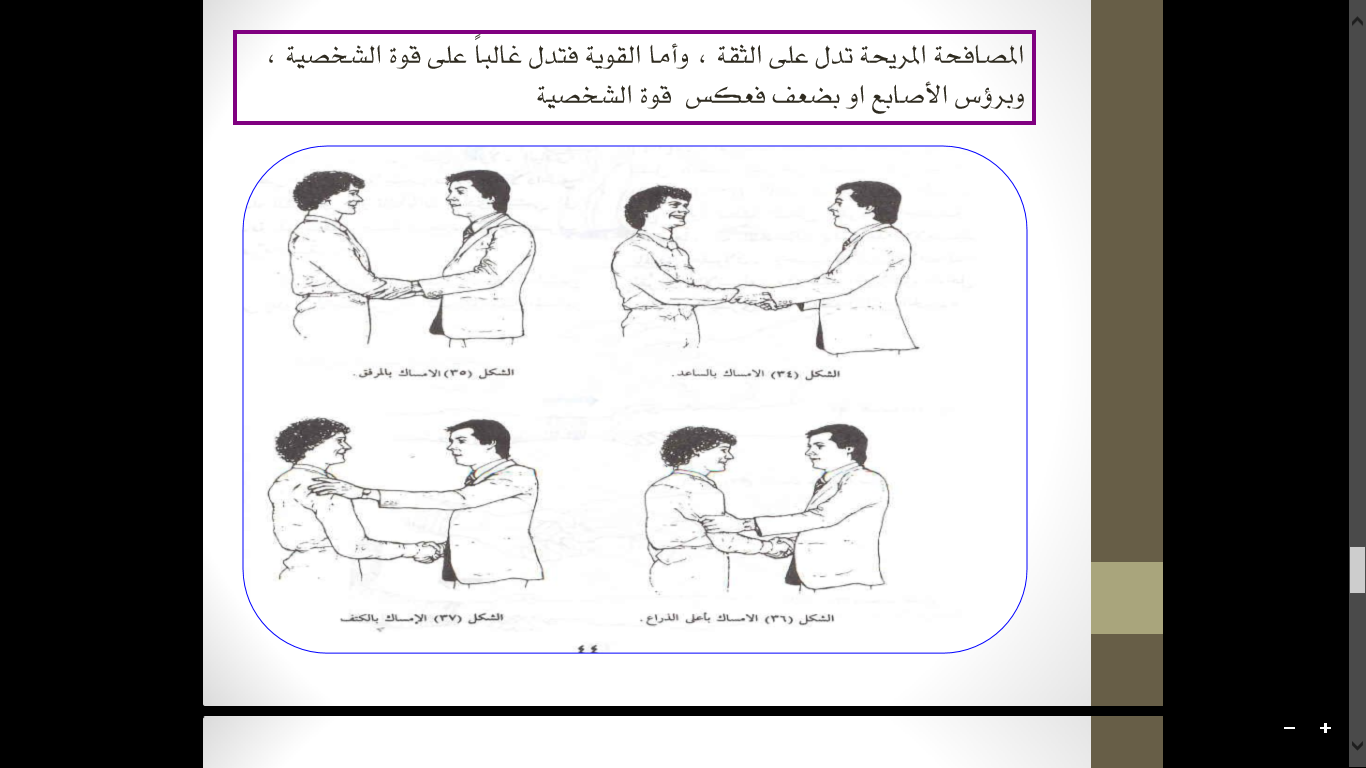 المصافحة المريحة تدل على الثقة ، وأما القوية فتدل غالباً على قوة الشخصية ،
وبرؤس الأصابع او بضعف فعكس قوة الشخصية
الشكل (٣٤) الامساك بالساعد.
الشكل (٣٥) الامساك بالمرفق.
الشكل (٣٦) الامساك بأعلى الذراع.
الشكل (٣٧) الإمساك بالكتف
٤٤